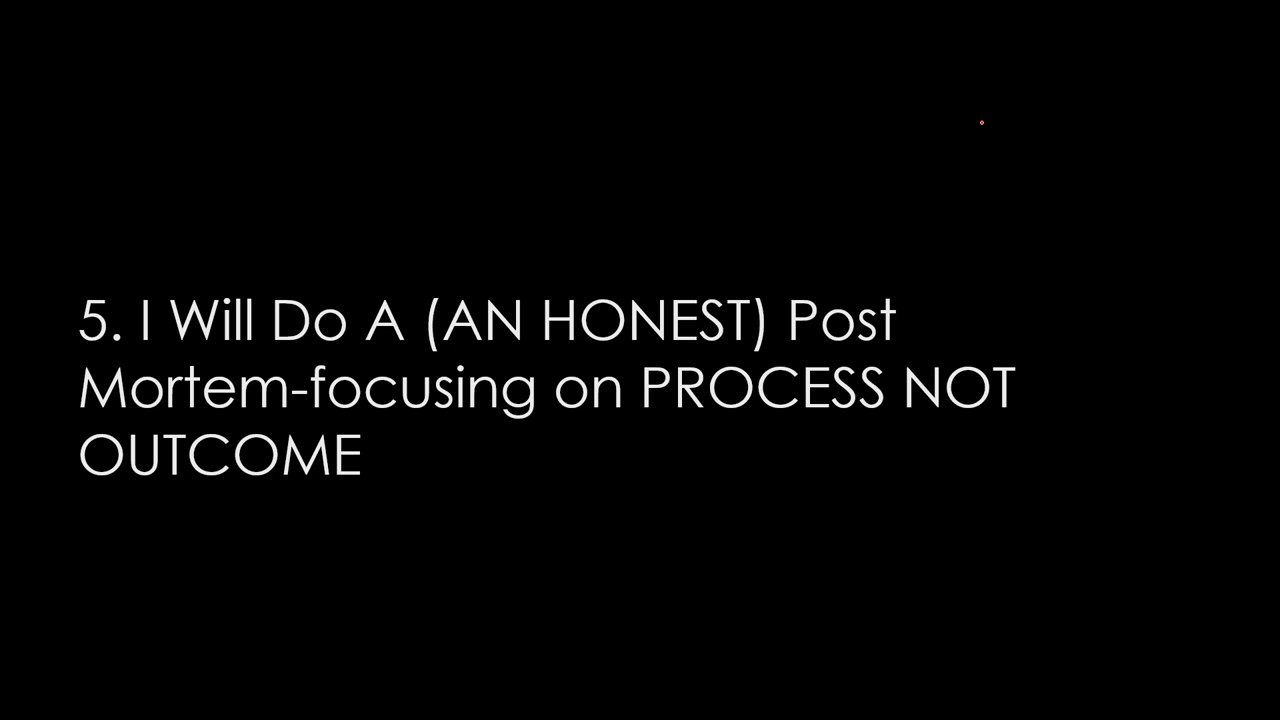 5. I Will Do A (AN HONEST) Post
Mortem-focusing on PROCESS NOT
OUTCOME